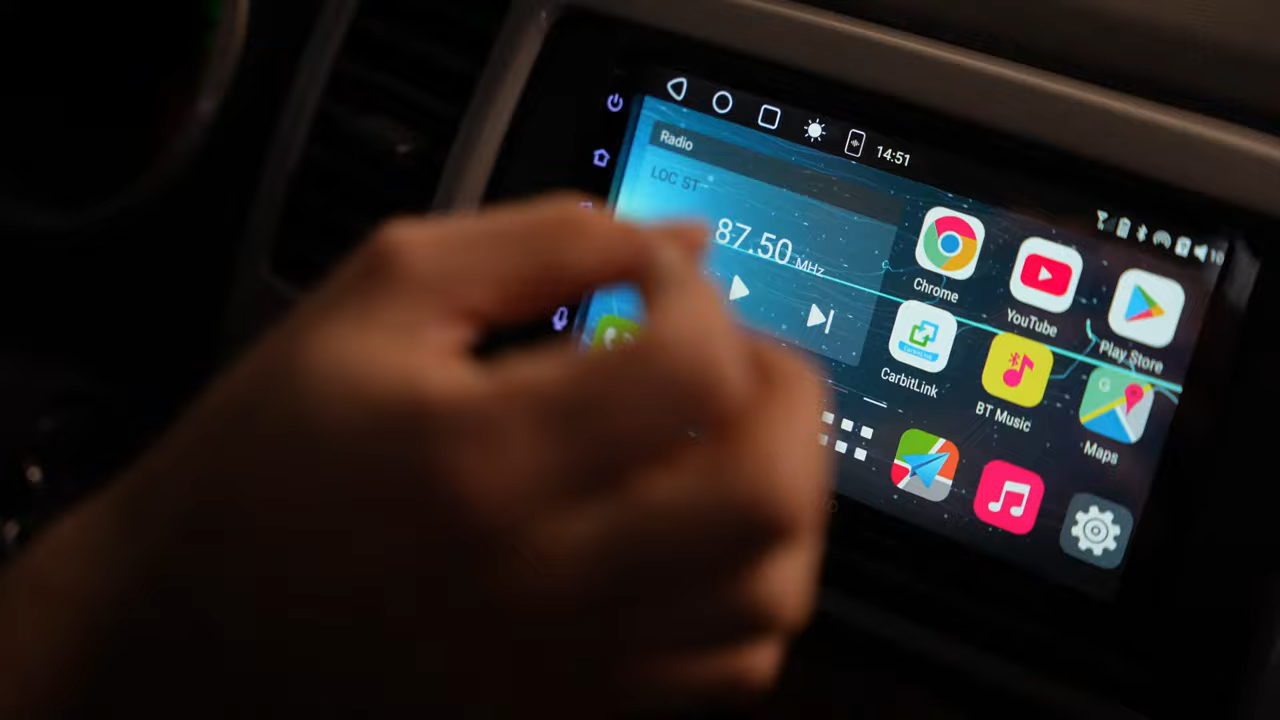 14:51
Radio
LOC ST
87.50 MHz
Chrome
YouTube
Play Store
CarbitLink
BT Music
G
Maps